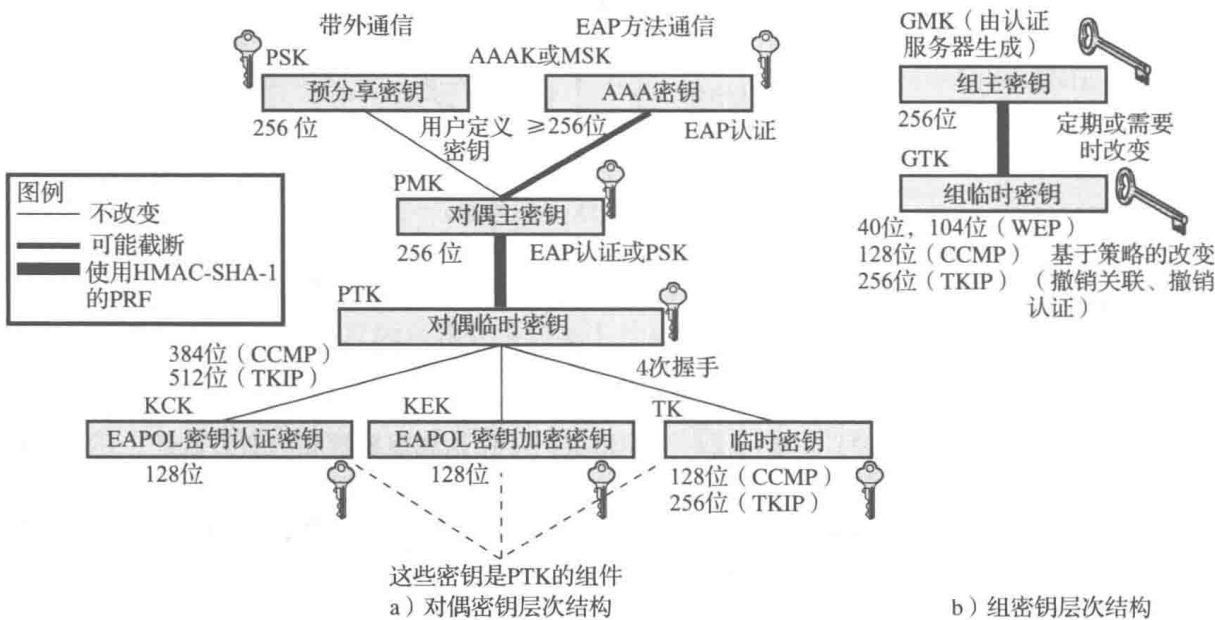 带外通信
EAP方法通信
PSK
AAAK或MSK
预分享密钥
AAA密钥
256 位
用户定义
密钥
≥256位
EAP认证
图例
不改变
可能截断
使用HMAC-SHA-1
的PRF
PMK
对偶主密钥
256 位
EAP认证或PSK
PTK
对偶临时密钥
384位（CCMP）
512位（TKIP）
4次握手
KCK
KEK
TK
EAPOL密钥认证密钥
EAPOL密钥加密密钥
临时密钥
128位
128位
128位（CCMP）
256位（TKIP）
这些密钥是PTK的组件
a）对偶密钥层次结构
GMK（由认证
服务器生成）
组主密钥
256位
定期或需要
时改变
GTK
组临时密钥
40位，104位（WEP）
128位（CCMP） 基于策略的改变
256位（TKIP）（撤销关联、撤销
认证）
b）组密钥层次结构